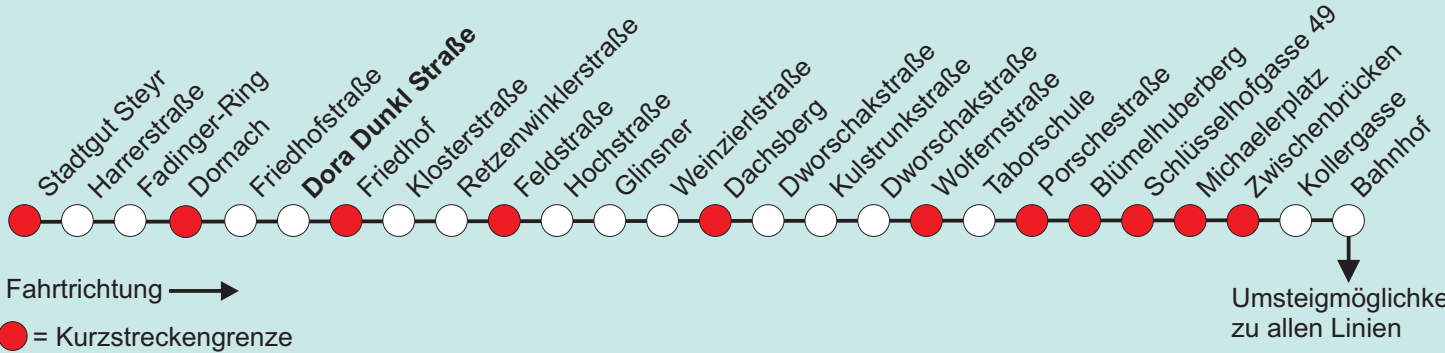 Stadtgut Steyr
Harrerstraße
Fadinger-Ring
Dornach
Friedhofstraße
Dora Dunkl Straße
Friedhof
Klosterstraße
Retzenwinklerstraße
Feldstraße
Hochstraße
Glinsner
Weinzierlstraße
Dachsberg
Dworschakstraße
Kulstrunkstraße
Dworschakstraße
Wolfernstraße
Taborschule
Porschestraße
Blümelhuberberg
Schlüsselhofgasse 49
Michaelerplatz
Zwischenbrücken
Kollergasse
Bahnhof
Fahrtrichtung
= Kurzstreckengrenze
Umsteigmöglichke
zu allen Linien